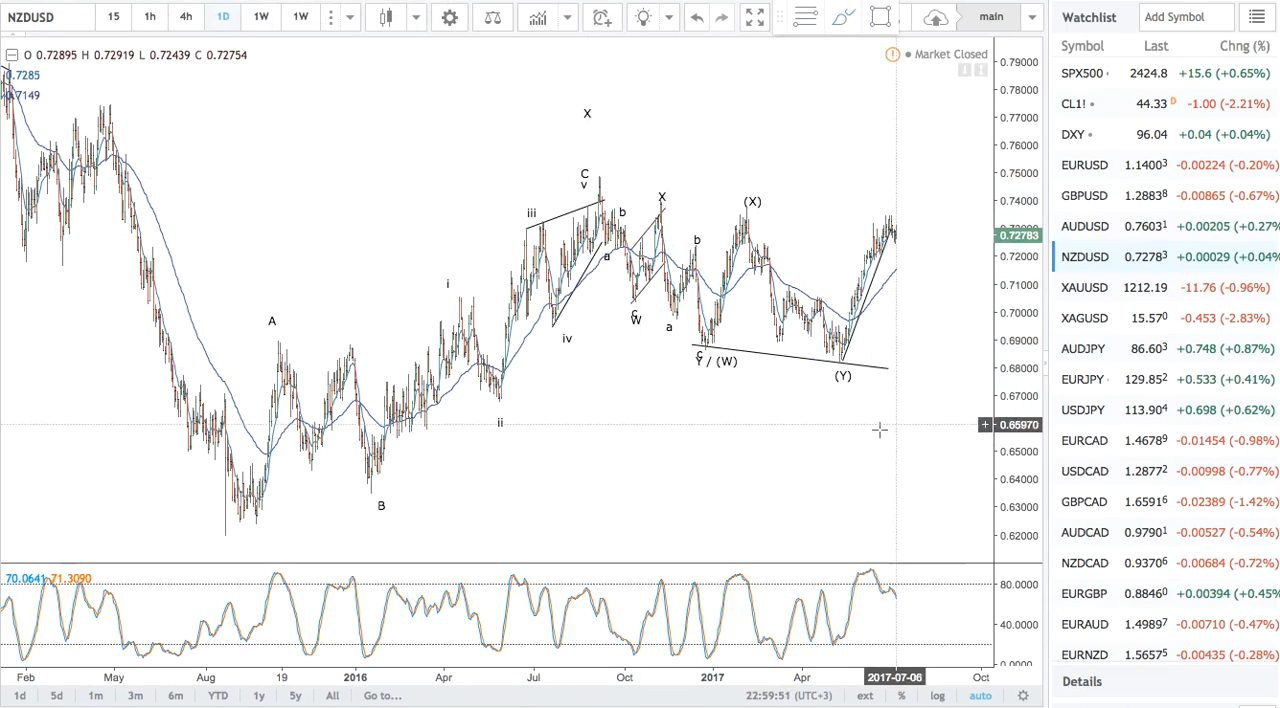 NZDUSD 15 1h 4h 1D 1W 1W main
O 0.72895 H 0.72919 L 0.72439 C 0.72754
Market Closed
0.7285
0.7149
0.79000
0.78000
0.77000
0.76000
0.75000
0.74000
0.72783
0.72000
0.71000
0.70000
0.69000
0.68000
0.67000
0.65970
0.65000
0.64000
0.63000
0.62000
X
C
v
iii
b
X
(X)
a
b
i
c
W
a
A
iv
c
Y / (W)
(Y)
ii
B
70.0641 71.3090
80.0000
40.0000
0.0000
Feb May Aug 19 2016 Apr Jul Oct 2017 Apr 2017-07-06 Oct
1d 5d 1m 3m 6m YTD 1y 5y All Go to... 22:59:51 (UTC+3) ext % log auto
Watchlist Add Symbol
Symbol Last Chng (%)
SPX500 2424.8 +15.6 (+0.65%)
CL1! 44.33 D -1.00 (-2.21%)
DXY 96.04 +0.04 (+0.04%)
EURUSD 1.1400³ -0.00224 (-0.20%)
GBPUSD 1.2883⁸ -0.00865 (-0.67%)
AUDUSD 0.7603¹ +0.00205 (+0.27%
NZDUSD 0.7278³ +0.00029 (+0.04%
XAUUSD 1212.19 -11.76 (-0.96%)
XAGUSD 15.57⁰ -0.453 (-2.83%)
AUDJPY 86.60³ +0.748 (+0.87%)
EURJPY 129.85² +0.533 (+0.41%)
USDJPY 113.90⁴ +0.698 (+0.62%)
EURCAD 1.4678⁹ -0.01454 (-0.98%)
USDCAD 1.2877² -0.00998 (-0.77%)
GBPCAD 1.6591⁶ -0.02389 (-1.42%)
AUDCAD 0.9790¹ -0.00527 (-0.54%)
NZDCAD 0.9370⁶ -0.00684 (-0.72%)
EURGBP 0.8846⁰ +0.00394 (+0.45%
EURAUD 1.4989⁷ -0.00710 (-0.47%)
EURNZD 1.5657⁵ -0.00435 (-0.28%)
Details